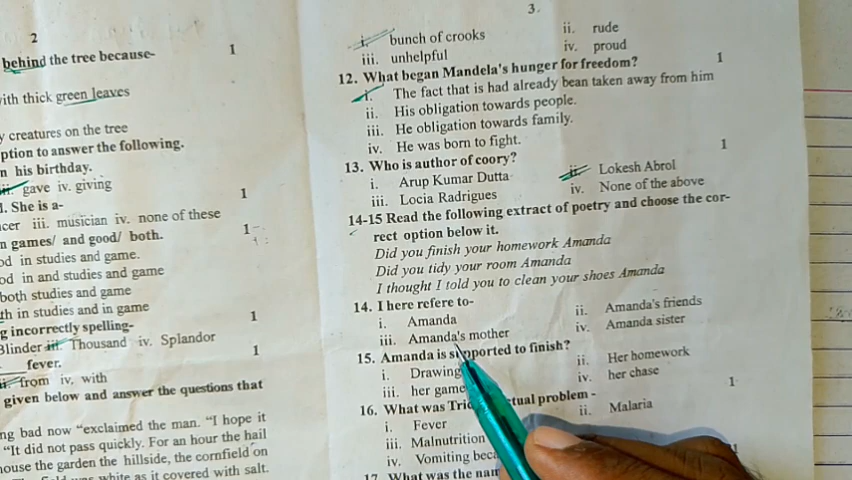 2
behind the tree because-
1
with thick green leaves
y creatures on the tree
ption to answer the following.
n his birthday.
iii. gave iv. giving
1. She is a-
1
cer iii. musician iv. none of these
n games/ and good/ both.
1
od in studies and game.
od in and studies and game
both studies and game
th in studies and in game
g incorrectly spelling-
1
Blinder iii. Thousand iv. Splandor
fever.
1
from iv. with
given below and answer the questions that
ng bad now "exclaimed the man. "I hope it
"It did not pass quickly. For an hour the hail
house the garden the hillside, the cornfield on
white as it covered with salt.
3.
i. bunch of crooks
ii. rude
iii. unhelpful
iv. proud
12. What began Mandela's hunger for freedom?
1
i. The fact that is had already bean taken away from him
ii. His obligation towards people.
iii. He obligation towards family.
iv. He was born to fight.
13. Who is author of coory?
1
i. Arup Kumar Dutta
ii. Lokesh Abrol
iii. Locia Radrigues
iv. None of the above
14-15 Read the following extract of poetry and choose the cor-
rect option below it.
Did you finish your homework Amanda
Did you tidy your room Amanda
I thought I told you to clean your shoes Amanda
14. I here refere to-
i. Amanda
ii. Amanda's friends
iii. Amanda's mother
iv. Amanda sister
15. Amanda is supported to finish?
i. Drawing
ii. Her homework
iii. her game
iv. her chase
16. What was problem -
1
i. Fever
ii. Malaria
iii. Malnutrition
iv. Vomiting
17. What was the